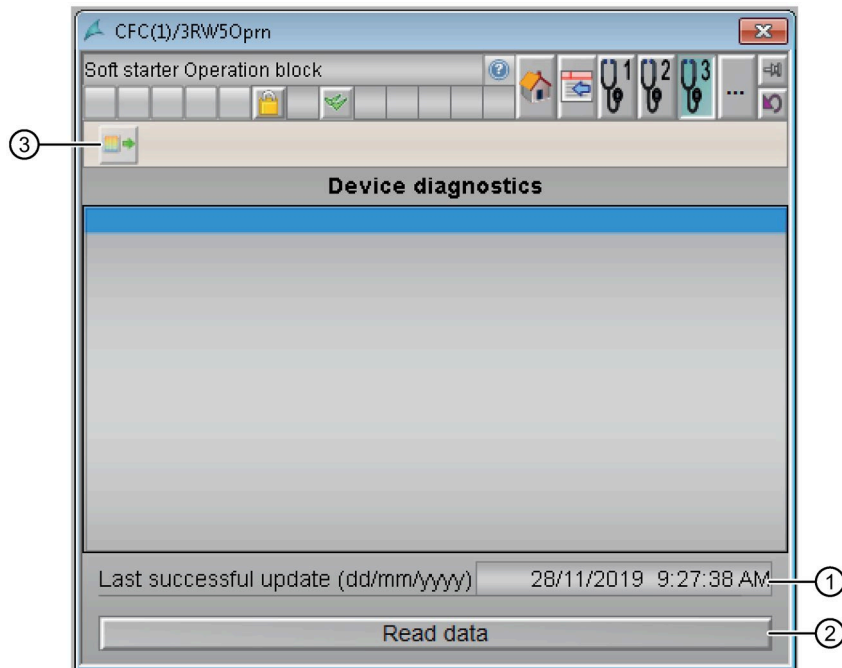 CFC(1)/3RW5Oprn
Soft starter Operation block
1 2 3 ...
3
Device diagnostics
Last successful update (dd/mm/yyyy) 28/11/2019 9:27:38 AM
1
Read data
2